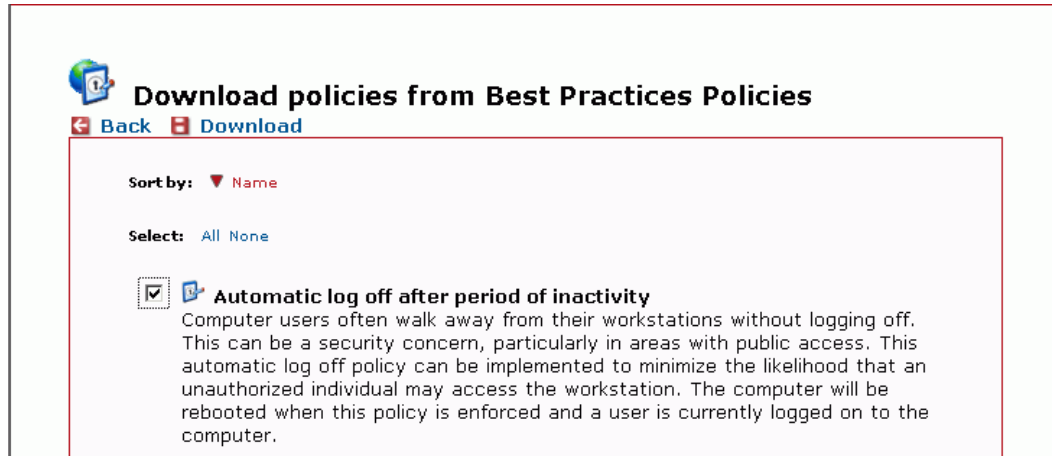 Download policies from Best Practices Policies
Back Download
Sort by: Name
Select: All None
Automatic log off after period of inactivity
Computer users often walk away from their workstations without logging off.
This can be a security concern, particularly in areas with public access. This
automatic log off policy can be implemented to minimize the likelihood that an
unauthorized individual may access the workstation. The computer will be
rebooted when this policy is enforced and a user is currently logged on to the
computer.